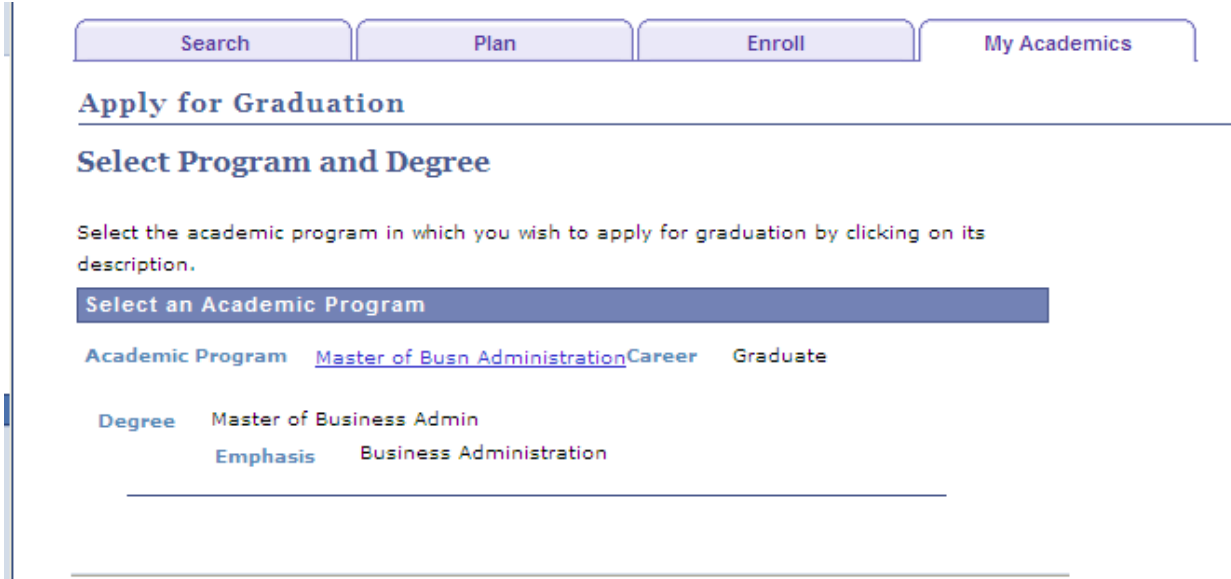 Search Plan Enroll My Academics
Apply for Graduation
Select Program and Degree
Select the academic program in which you wish to apply for graduation by clicking on its
description.
Select an Academic Program
Academic Program Master of Busn Administration Career Graduate
Degree Master of Business Admin
Emphasis Business Administration